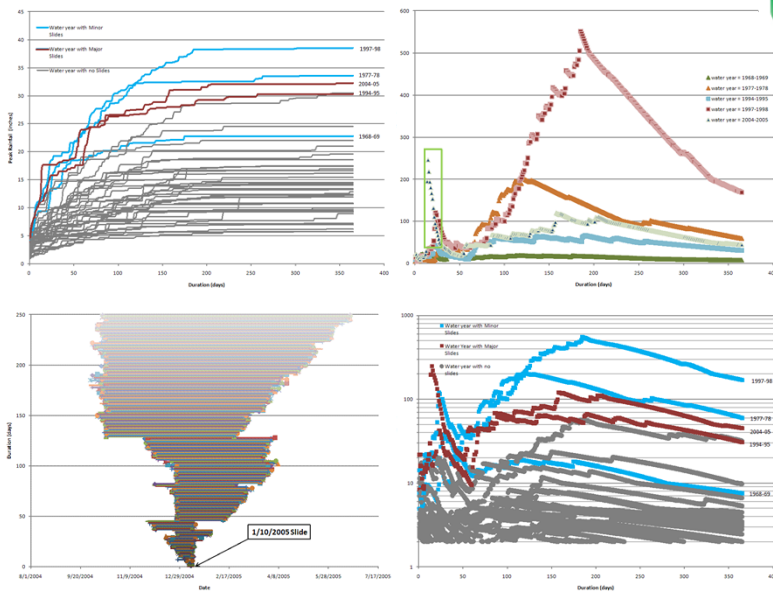 Water year with Minor
Slides
Water year with Major
Slides
Water year with no Slides
Peak Rainfall (inches)
45
40
35
30
25
20
15
10
5
0
0 50 100 150 200 250 300 350 400
Duration (days)
1997-98
1977-78
2004-05
1994-95
1968-69
600
500
400
300
200
100
0
0 50 100 150 200 250 300 350 400
Duration (days)
water year = 1968-1969
water year = 1977-1978
water year = 1994-1995
water year = 1997-1998
water year = 2004-2005
250
200
150
100
50
0
Duration (days)
8/1/2004 9/20/2004 11/9/2004 12/29/2004 2/17/2005 4/8/2005 5/28/2005 7/17/2005
Date
1/10/2005 Slide
1000
100
10
1
0 50 100 150 200 250 300 350 400
Duration (days)
Water year with Minor
Slides
Water Year with Major
Slides
Water year with no
slides
1997-98
1977-78
2004-05
1994-95
1968-69